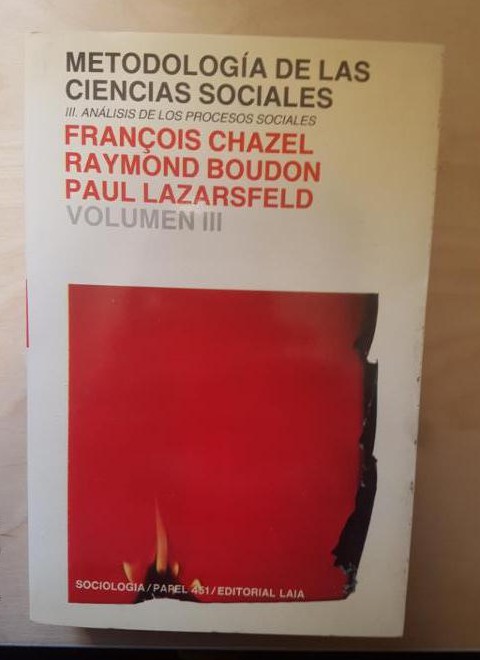 METODOLOGÍA DE LAS
CIENCIAS SOCIALES
III. ANÁLISIS DE LOS PROCESOS SOCIALES
FRANÇOIS CHAZEL
RAYMOND BOUDON
PAUL LAZARSFELD
VOLUMEN III
SOCIOLOGIA/PAPEL 451/EDITORIAL LAIA